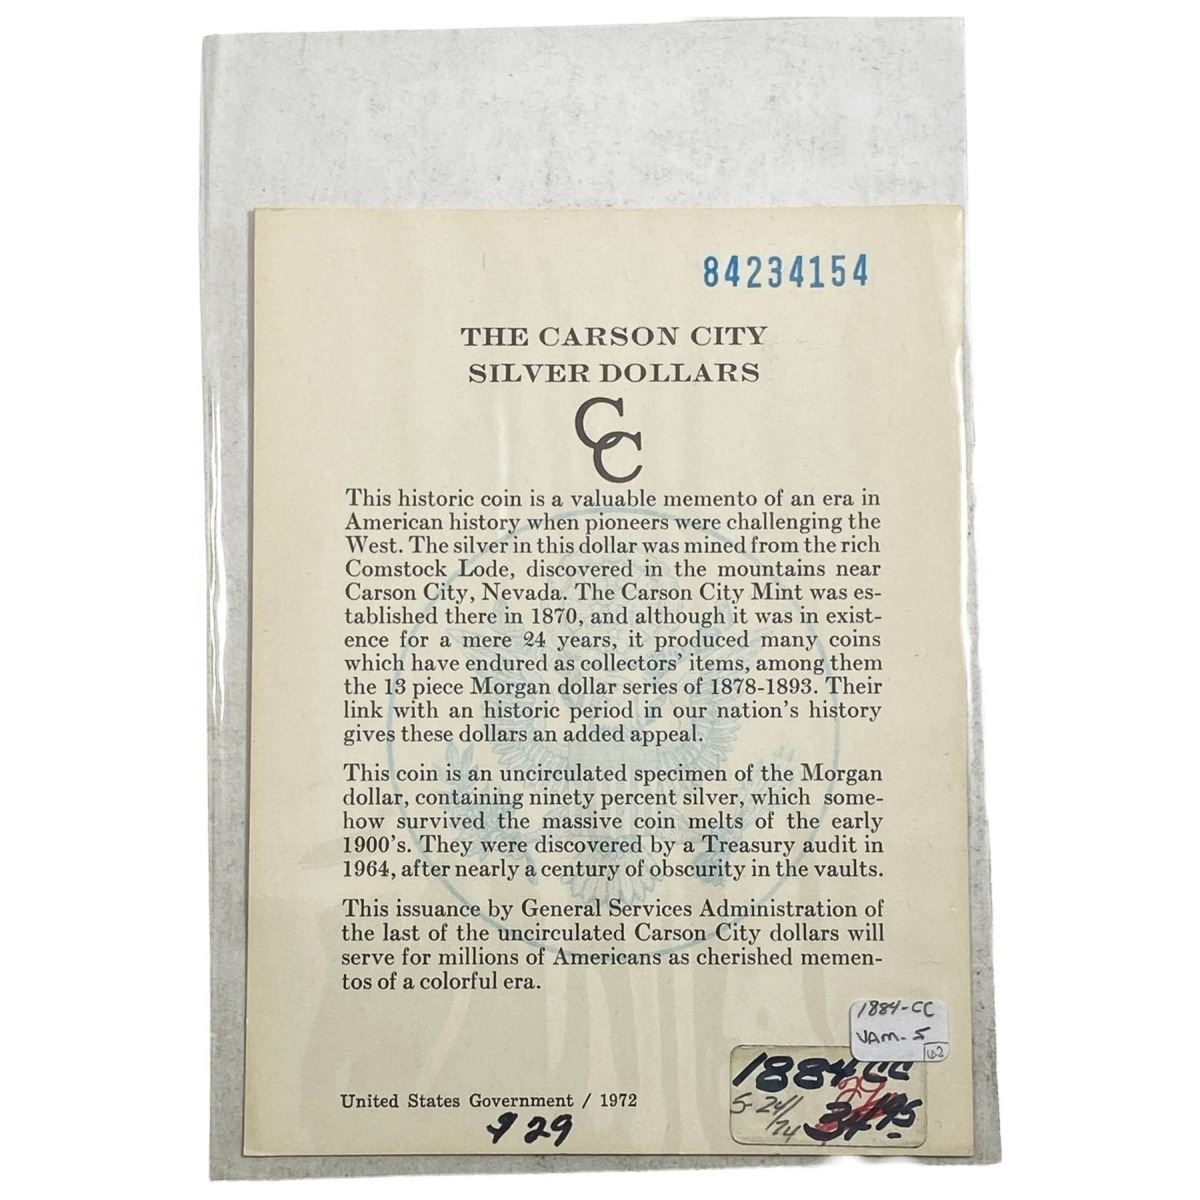 84234154
THE CARSON CITY
SILVER DOLLARS
CC
This historic coin is a valuable memento of an era in
American history when pioneers were challenging the
West. The silver in this dollar was mined from the rich
Comstock Lode, discovered in the mountains near
Carson City, Nevada. The Carson City Mint was es-
tablished there in 1870, and although it was in exist-
ence for a mere 24 years, it produced many coins
which have endured as collectors' items, among them
the 13 piece Morgan dollar series of 1878-1893. Their
link with an historic period in our nation's history
gives these dollars an added appeal.
This coin is an uncirculated specimen of the Morgan
dollar, containing ninety percent silver, which some-
how survived the massive coin melts of the early
1900's. They were discovered by a Treasury audit in
1964, after nearly a century of obscurity in the vaults.
This issuance by General Services Administration of
the last of the uncirculated Carson City dollars will
serve for millions of Americans as cherished memen-
tos of a colorful era.
1884-CC
VAM-5
62
1884 CC
United States Government / 1972
29